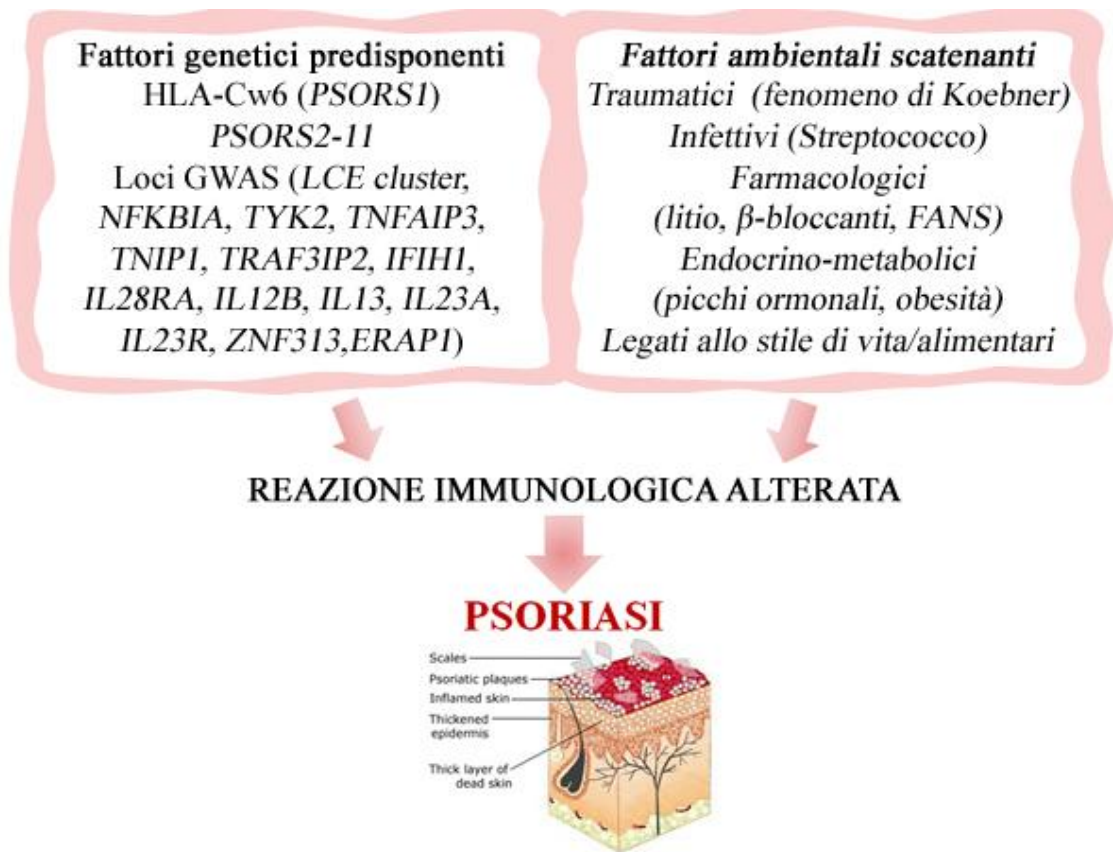 Fattori genetici predisponenti
HLA-Cw6 (PSORS1)
PSORS2-11
Loci GWAS (LCE cluster,
NFKBIA, TYK2, TNFAIP3,
TNIP1, TRAF3IP2, IFIH1,
IL28RA, IL12B, IL13, IL23A,
IL23R, ZNF313,ERAP1)
Fattori ambientali scatenanti
Traumatici (fenomeno di Koebner)
Infettivi (Streptococco)
Farmacologici
(litio, β-bloccanti, FANS)
Endocrino-metabolici
(picchi ormonali, obesità)
Legati allo stile di vita/alimentari
REAZIONE IMMUNOLOGICA ALTERATA
PSORIASI
Scales
Psoriatic plaques
Inflamed skin
Thickened
epidermis
Thick layer of
dead skin